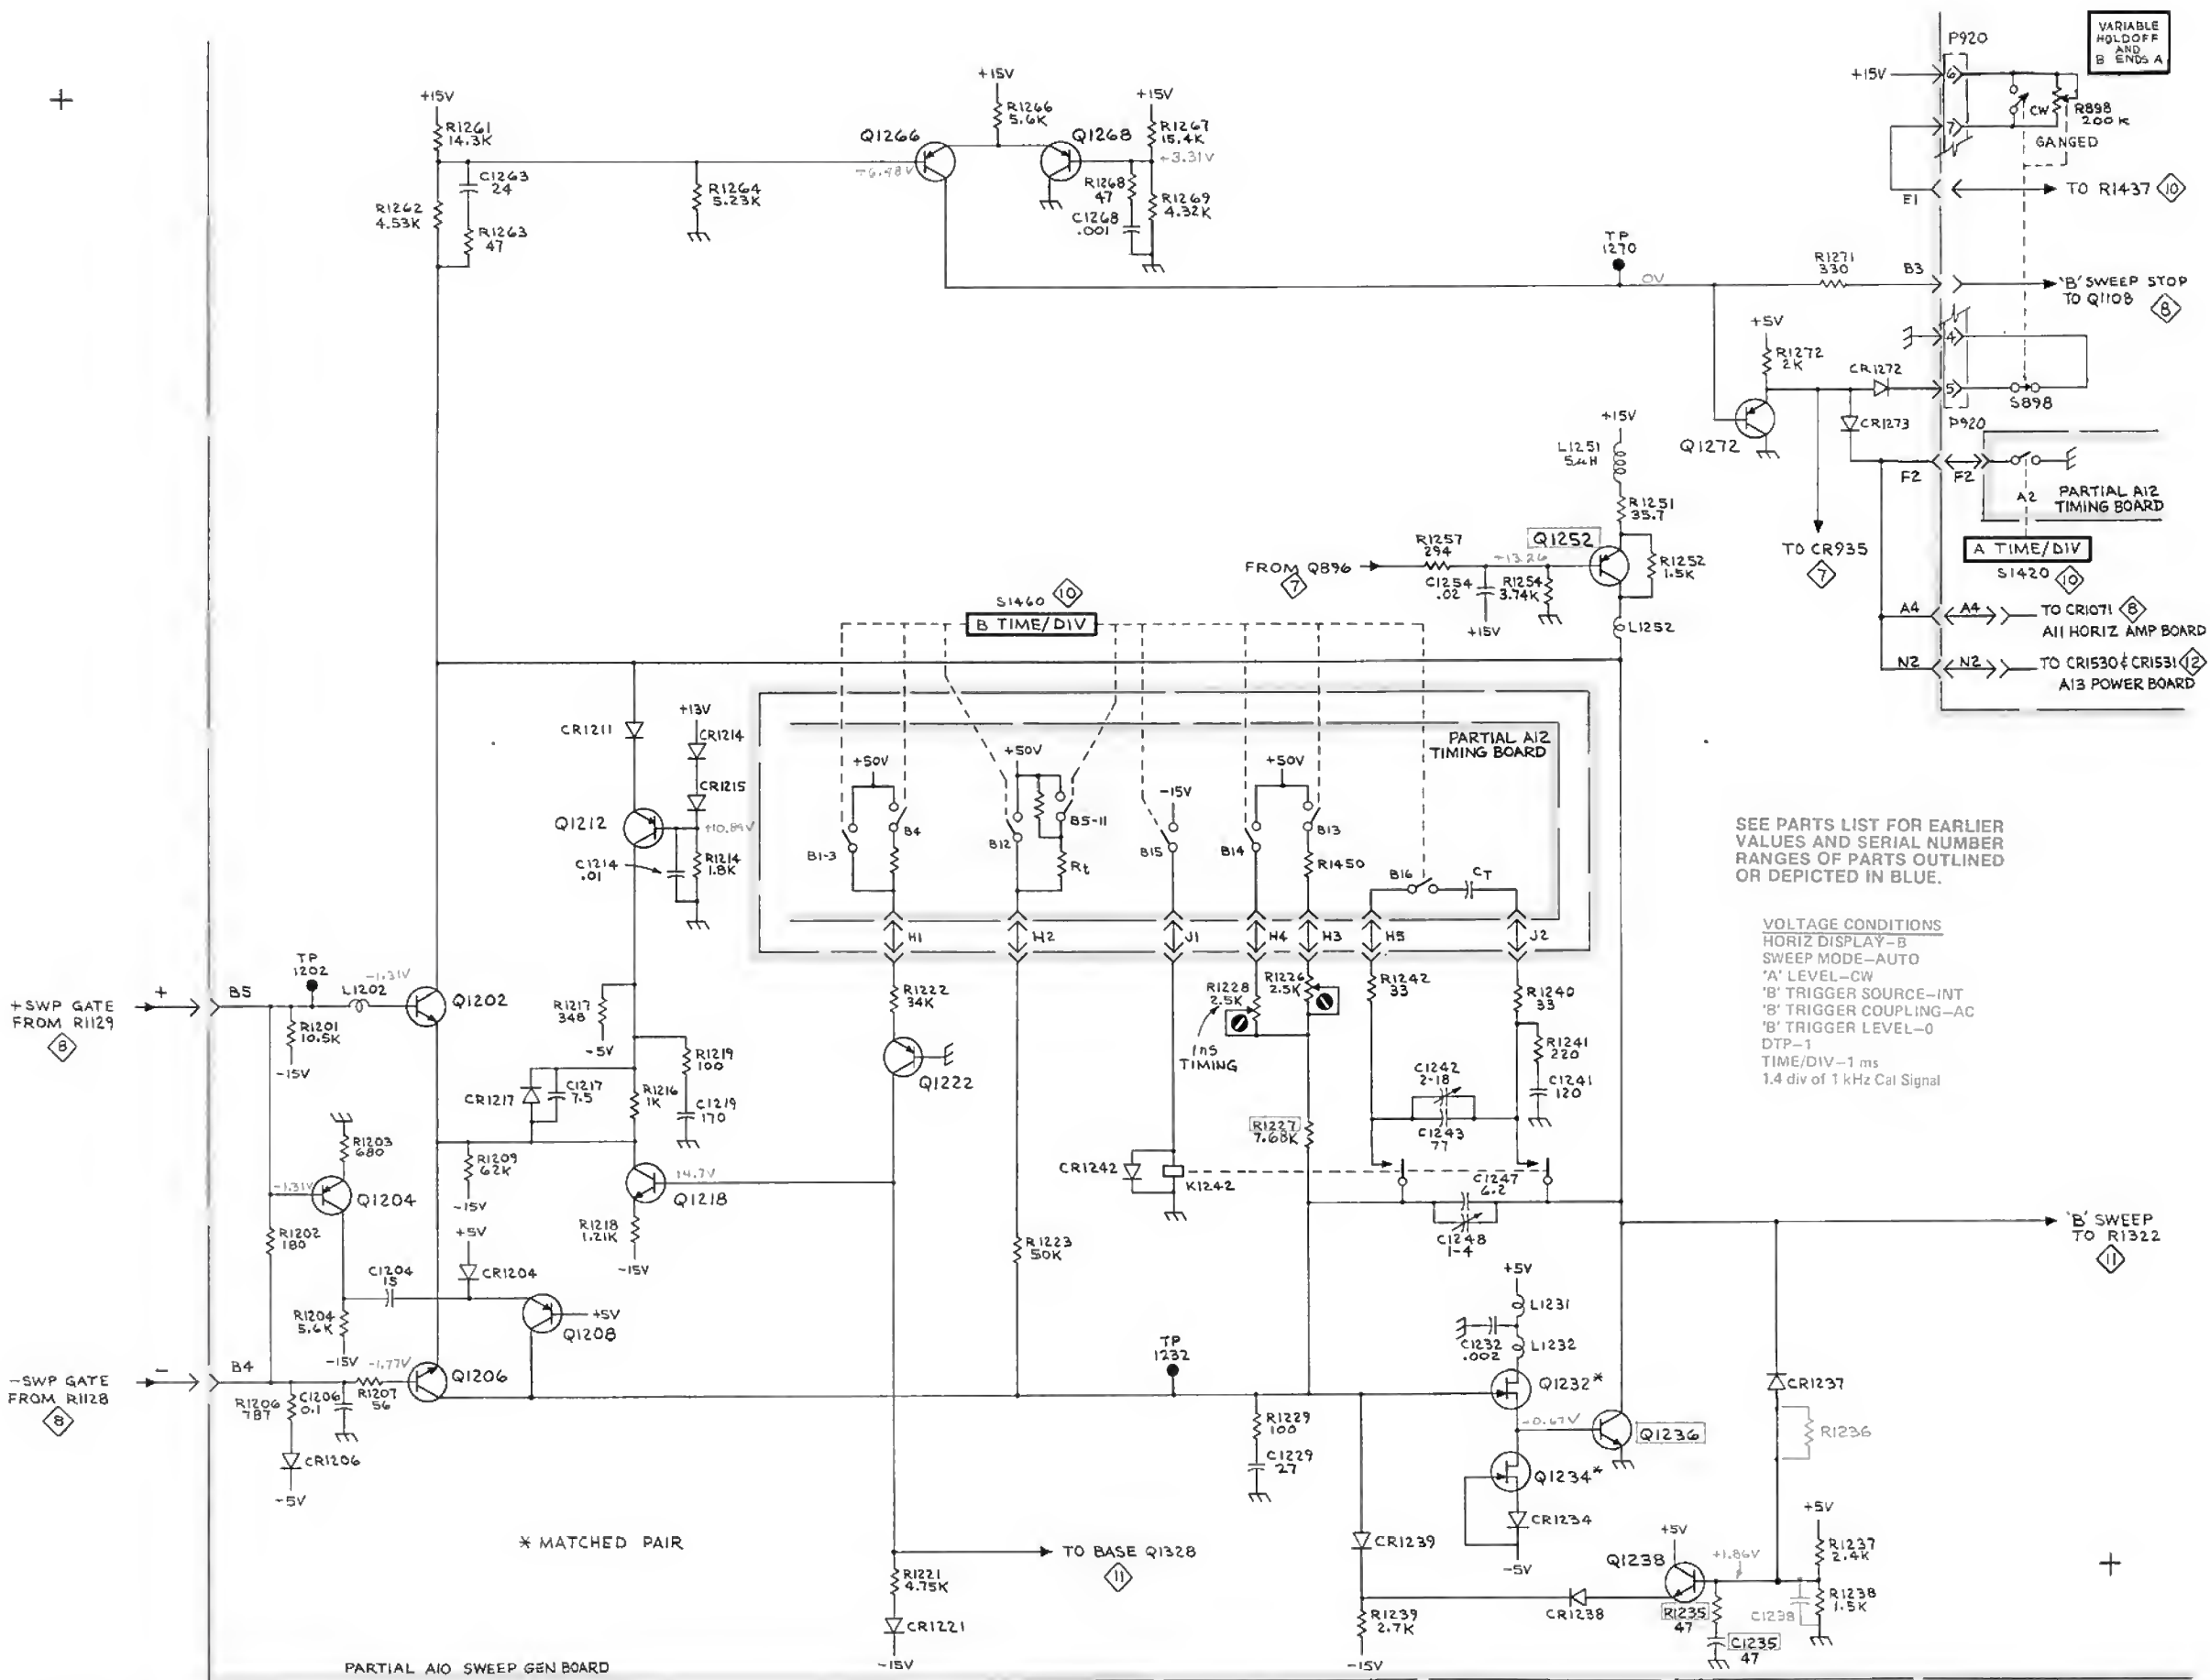 VARIABLE
HOLDOFF
AND
B ENDS A
P920
+15V
6
7
CW
R898
200K
GANGED
E1
TO R1437 10
+15V
R1261
14.3K
C1263
24
R1262
4.53K
R1263
47
R1264
5.23K
+15V
R1266
5.6K
Q1266
+6.48V
Q1268
+15V
R1267
15.4K
+3.31V
R1268
47
R1269
4.32K
C1268
.001
TP
1270
0V
R1271
330
B3
'B' SWEEP STOP
TO Q1108
8
+5V
R1272
2K
CR1272
4
5
S898
P920
CR1273
Q1272
F2
F2
A2
PARTIAL A12
TIMING BOARD
TO CR935
7
A TIME/DIV
S1420 10
A4
A4
TO CR1071 8
A11 HORIZ AMP BOARD
N2
N2
TO CR1530 & CR1531 12
A13 POWER BOARD
+15V
L1251
5uH
R1251
35.7
Q1252
R1252
1.5K
FROM Q896
7
R1257
294
+13.26
C1254
.02
R1254
3.74K
+15V
L1252
S1460 10
B TIME/DIV
PARTIAL A12
TIMING BOARD
CR1211
+13V
CR1214
CR1215
Q1212
+10.89V
C1214
.01
R1214
1.8K
+50V
B4
B1-3
+50V
B12
B5-11
Rt
-15V
B15
+50V
B14
B13
R1450
B16
CT
H1
H2
J1
H4
H3
H5
J2
SEE PARTS LIST FOR EARLIER
VALUES AND SERIAL NUMBER
RANGES OF PARTS OUTLINED
OR DEPICTED IN BLUE.
VOLTAGE CONDITIONS
HORIZ DISPLAY–B
SWEEP MODE–AUTO
'A' LEVEL–CW
'B' TRIGGER SOURCE–INT
'B' TRIGGER COUPLING–AC
'B' TRIGGER LEVEL–0
DTP–1
TIME/DIV–1 ms
1.4 div of 1 kHz Cal Signal
+SWP GATE
FROM R1129
8
+
B5
TP
1202
L1202
-1.31V
Q1202
R1201
10.5K
-15V
R1217
348
-5V
R1219
100
CR1217
C1217
7.5
R1216
1K
C1219
170
R1222
34K
Q1222
R1228
2.5K
R1226
2.5K
1nS
TIMING
R1242
33
R1240
33
R1241
220
C1241
120
C1242
2-18
C1243
77
R1227
7.68K
CR1242
K1242
C1247
6.2
C1248
1-4
R1203
680
-1.31V
Q1204
R1202
180
R1209
62K
-15V
14.7V
Q1218
R1218
1.21K
-15V
+5V
CR1204
C1204
15
R1204
5.6K
-15V
+5V
Q1208
R1223
50K
'B' SWEEP
TO R1322
11
-SWP GATE
FROM R1128
8
-
B4
-1.77V
Q1206
R1206
787
C1206
0.1
R1207
56
CR1206
-5V
TP
1232
+5V
L1231
C1232
.002
L1232
Q1232*
-0.67V
Q1236
Q1234*
CR1234
-5V
R1229
100
C1229
27
CR1237
R1236
+5V
R1237
2.4K
R1238
1.5K
C1238
CR1239
+5V
Q1238
+1.86V
CR1238
R1235
47
C1235
47
R1239
2.7K
-15V
* MATCHED PAIR
TO BASE Q1328
11
R1221
4.75K
CR1221
-15V
PARTIAL A10 SWEEP GEN BOARD